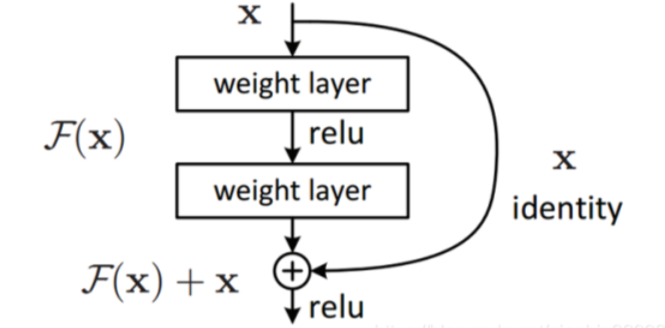 x
weight layer
relu
F(x)
x
weight layer
identity
F(x) + x
relu